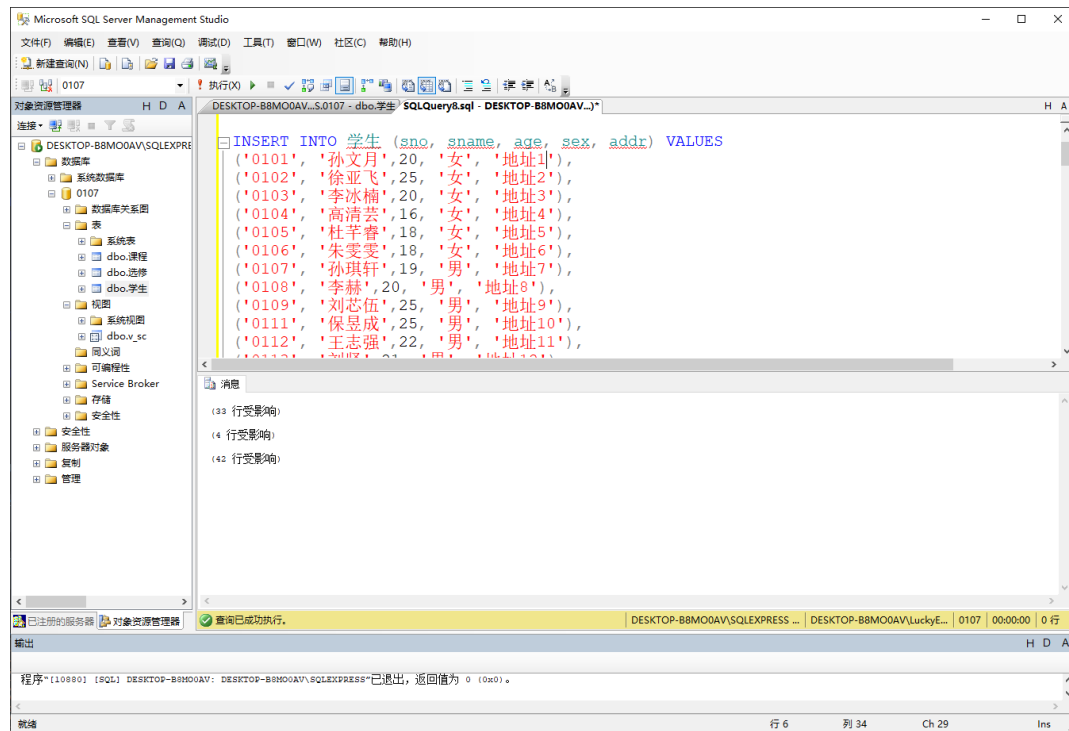 Microsoft SQL Server Management Studio
文件(F) 编辑(E) 查看(V) 查询(Q) 调试(D) 工具(T) 窗口(W) 社区(C) 帮助(H)
新建查询(N)
0107 执行(X)
对象资源管理器 H D A
DESKTOP-B8MO0AV...S.0107 - dbo.学生 SQLQuery8.sql - DESKTOP-B8MO0AV...)* H A
连接
DESKTOP-B8MO0AV\SQLEXPRE
数据库
系统数据库
0107
数据库关系图
表
系统表
dbo.课程
dbo.选修
dbo.学生
视图
系统视图
dbo.v_sc
同义词
可编程性
Service Broker
存储
安全性
安全性
服务器对象
复制
管理
INSERT INTO 学生 (sno, sname, age, sex, addr) VALUES
('0101', '孙文月',20, '女', '地址1'),
('0102', '徐亚飞',25, '女', '地址2'),
('0103', '李冰楠',20, '女', '地址3'),
('0104', '高清芸',16, '女', '地址4'),
('0105', '杜芊睿',18, '女', '地址5'),
('0106', '朱雯雯',18, '女', '地址6'),
('0107', '孙琪轩',19, '男', '地址7'),
('0108', '李赫',20, '男', '地址8'),
('0109', '刘芯伍',25, '男', '地址9'),
('0111', '保昱成',25, '男', '地址10'),
('0112', '王志强',22, '男', '地址11'),
消息
(33 行受影响)
(4 行受影响)
(42 行受影响)
已注册的服务器 对象资源管理器
查询已成功执行。 DESKTOP-B8MO0AV\SQLEXPRESS ... DESKTOP-B8MO0AV\LuckyE... 0107 00:00:00 0 行
输出 H D A
程序“[10880] [SQL] DESKTOP-B8MO0AV: DESKTOP-B8MO0AV\SQLEXPRESS”已退出，返回值为 0 (0x0)。
就绪 行 6 列 34 Ch 29 Ins